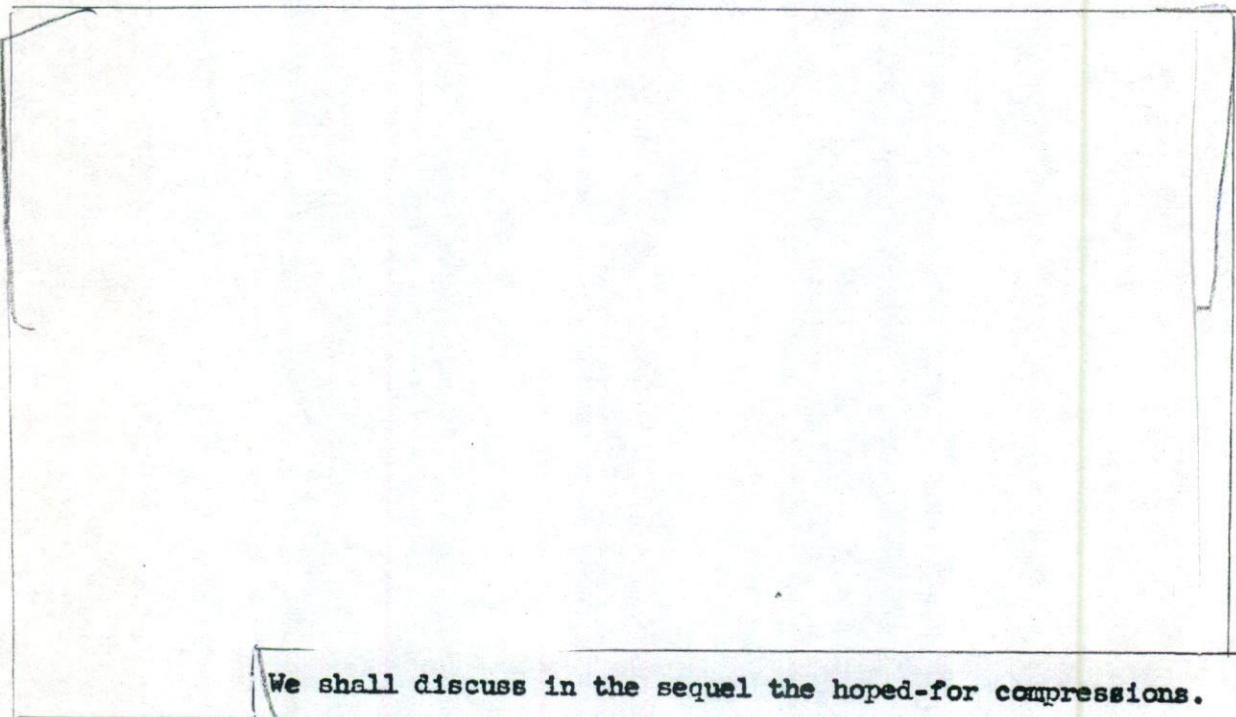 We shall discuss in the sequel the hoped-for compressions.